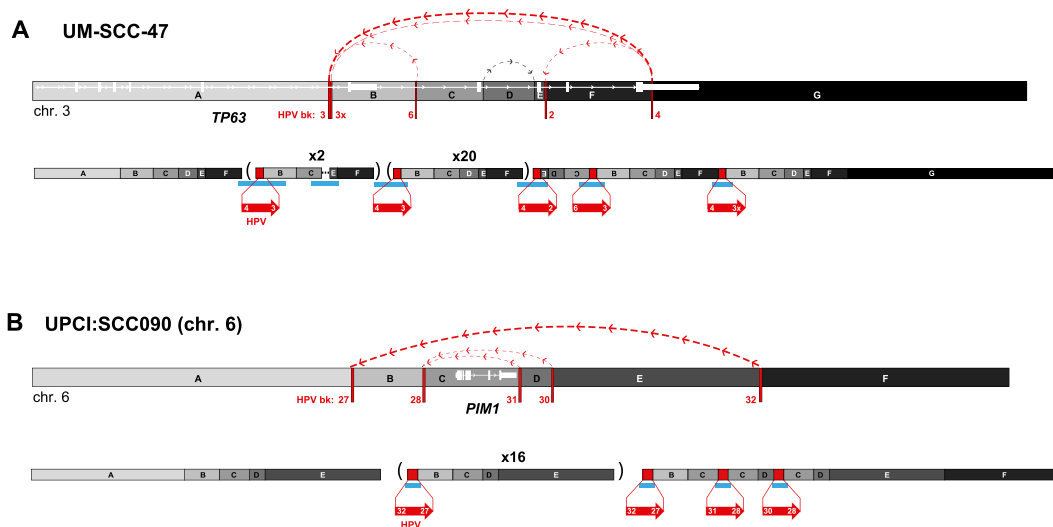 A UM-SCC-47
A B C D E F G
chr. 3 TP63 HPV bk: 3 3x 6 2 4
x2 x20
A B C D E F ( B C E F ) ( B C D E F ) E D C B C D E F B C D E F G
4 3 4 3 4 2 6 3 4 3x
HPV
B UPCI:SCC090 (chr. 6)
A B C D E F
chr. 6 HPV bk: 27 28 PIM1 31 30 32
x16
A B C D E ( B C D E ) B C C D C D E F
32 27 32 27 31 28 30 28
HPV